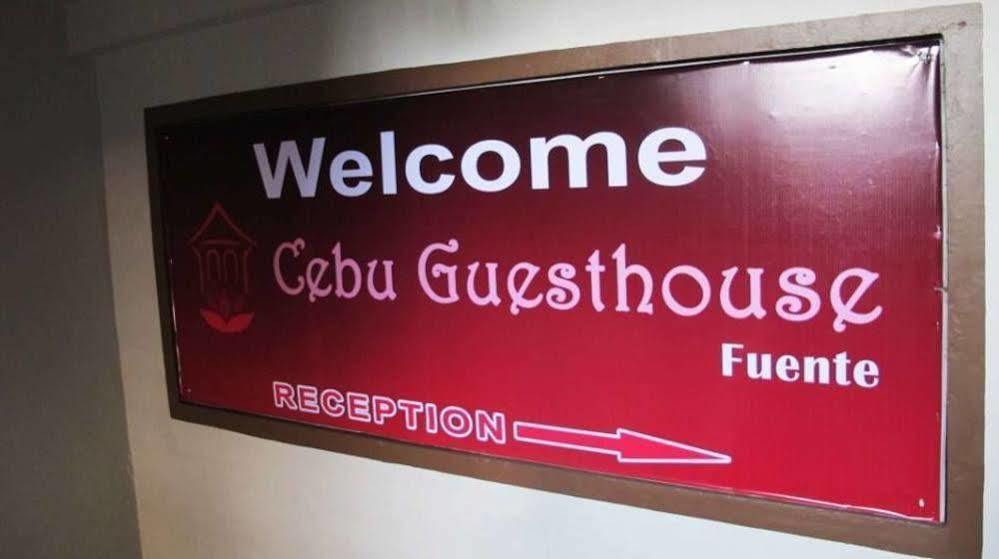 Welcome
Cebu Guesthouse
Fuente
RECEPTION